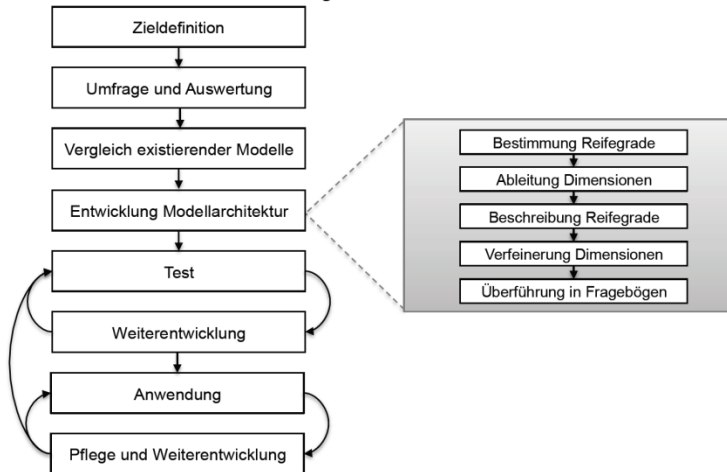 Zieldefinition
Umfrage und Auswertung
Vergleich existierender Modelle
Entwicklung Modellarchitektur
Test
Weiterentwicklung
Anwendung
Pflege und Weiterentwicklung
Bestimmung Reifegrade
Ableitung Dimensionen
Beschreibung Reifegrade
Verfeinerung Dimensionen
Überführung in Fragebögen